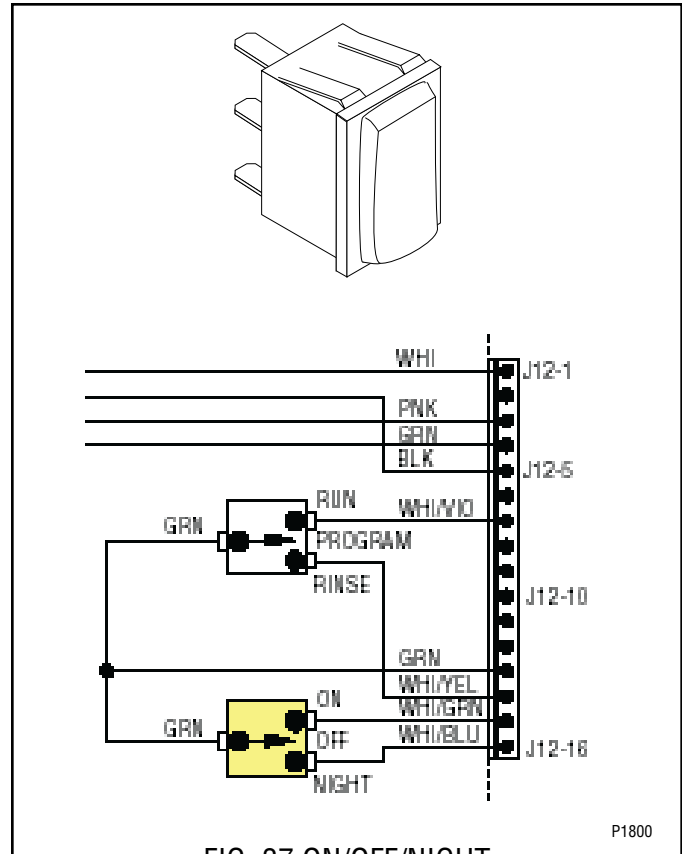 WHI
J12-1
PNK
GRN
BLK
J12-5
RUN
WHI/VIO
GRN
PROGRAM
RINSE
J12-10
GRN
WHI/YEL
ON
WHI/GRN
GRN
OFF
WHI/BLU
J12-16
NIGHT
P1800